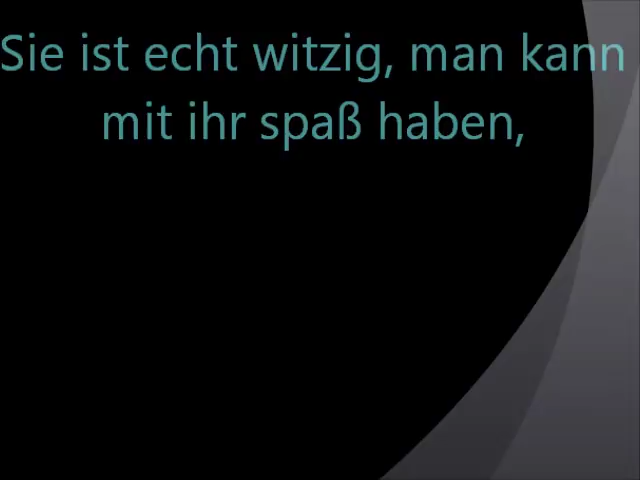 Sie ist echt witzig, man kann
mit ihr spaß haben,